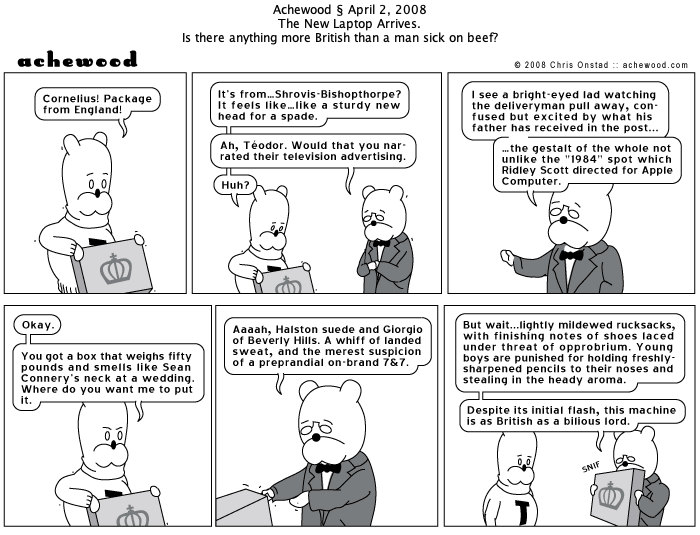 Achewood § April 2, 2008
The New Laptop Arrives.
Is there anything more British than a man sick on beef?
achewood
© 2008 Chris Onstad :: achewood.com
Cornelius! Package
from England!
It's from...Shrovis-Bishopthorpe?
It feels like...like a sturdy new
head for a spade.
Ah, Téodor. Would that you nar-
rated their television advertising.
Huh?
I see a bright-eyed lad watching
the deliveryman pull away, con-
fused but excited by what his
father has received in the post...
...the gestalt of the whole not
unlike the "1984" spot which
Ridley Scott directed for Apple
Computer.
Okay.
You got a box that weighs fifty
pounds and smells like Sean
Connery's neck at a wedding.
Where do you want me to put
it.
Aaaah, Halston suede and Giorgio
of Beverly Hills. A whiff of landed
sweat, and the merest suspicion
of a preprandial on-brand 7&7.
But wait...lightly mildewed rucksacks,
with finishing notes of shoes laced
under threat of opprobrium. Young
boys are punished for holding freshly-
sharpened pencils to their noses and
stealing in the heady aroma.
Despite its initial flash, this machine
is as British as a bilious lord.
SNIF
T